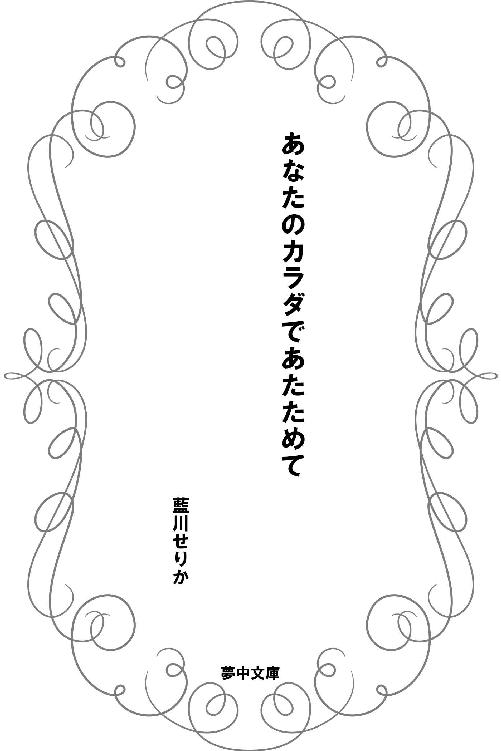 あなたのカラダであたためて
藍川せりか
夢中文庫